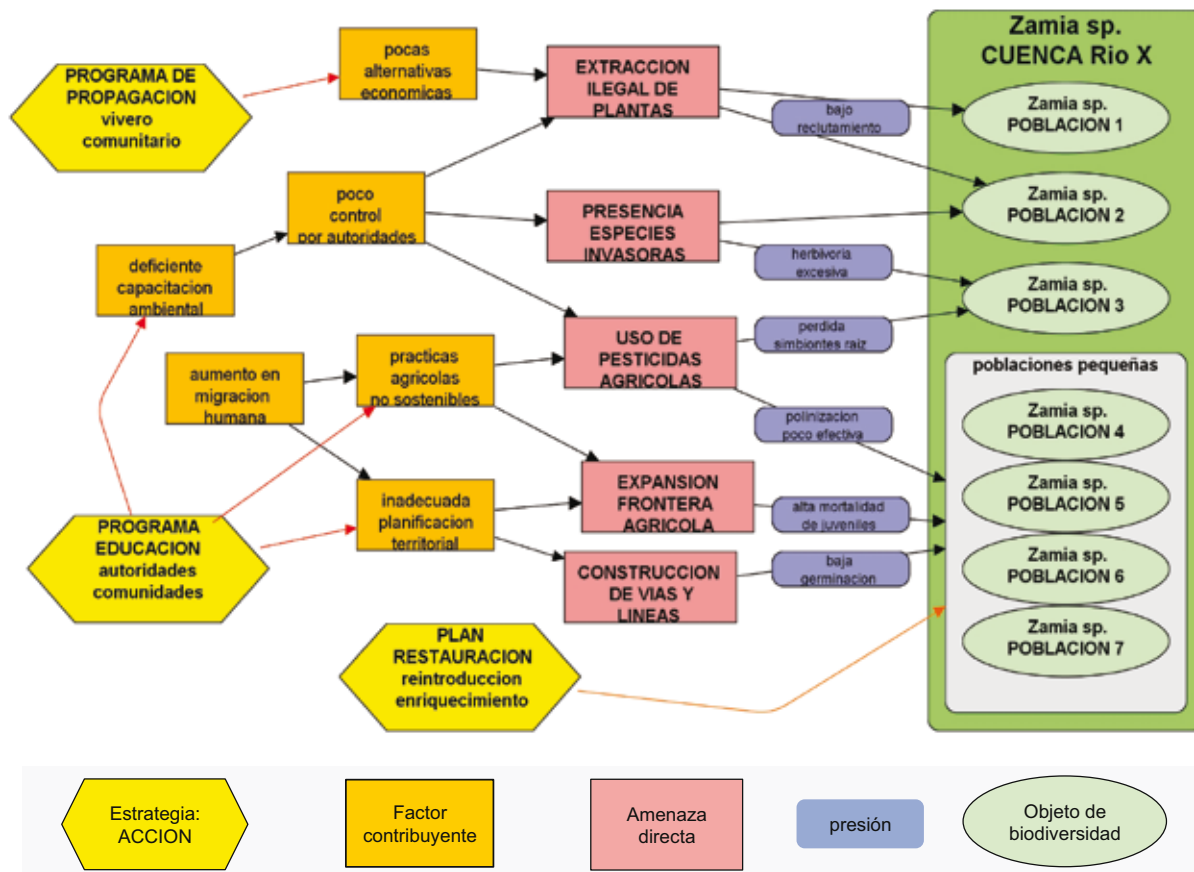 PROGRAMA DE
PROPAGACION
vivero
comunitario
pocas
alternativas
economicas
EXTRACCION
ILEGAL DE
PLANTAS
bajo
reclutamiento
Zamia sp.
CUENCA Rio X
Zamia sp.
POBLACION 1
poco
control
por autoridades
PRESENCIA
ESPECIES
INVASORAS
Zamia sp.
POBLACION 2
herbivoria
excesiva
deficiente
capacitacion
ambiental
Zamia sp.
POBLACION 3
USO DE
PESTICIDAS
AGRICOLAS
perdida
simbiontes raiz
practicas
agricolas
no sostenibles
aumento en
migracion
humana
poblaciones pequeñas
polinizacion
poco efectiva
Zamia sp.
POBLACION 4
Zamia sp.
POBLACION 5
EXPANSION
FRONTERA
AGRICOLA
alta mortalidad
de juveniles
inadecuada
planificacion
territorial
PROGRAMA
EDUCACION
autoridades
comunidades
CONSTRUCCION
DE VIAS Y
LINEAS
baja
germinacion
Zamia sp.
POBLACION 6
Zamia sp.
POBLACION 7
PLAN
RESTAURACION
reintroduccion
enriquecimiento
Estrategia:
ACCION
Factor
contribuyente
Amenaza
directa
presión
Objeto de
biodiversidad